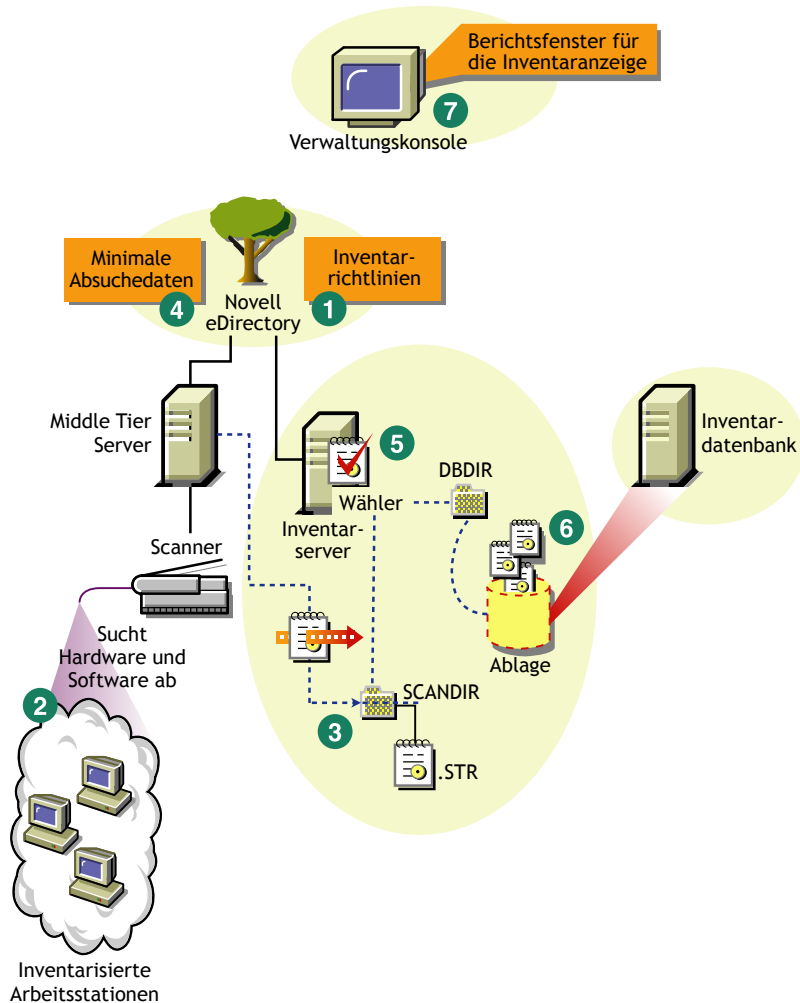 Berichtsfenster für
die Inventaranzeige
7
Verwaltungskonsole
Minimale
Absuchedaten
4
Inventar-
richtlinien
1
Novell
eDirectory
Middle Tier
Server
5
Wähler
Inventar-
server
DBDIR
Inventar-
datenbank
6
Ablage
Scanner
Sucht
Hardware und
Software ab
2
3
SCANDIR
.STR
Inventarisierte
Arbeitsstationen